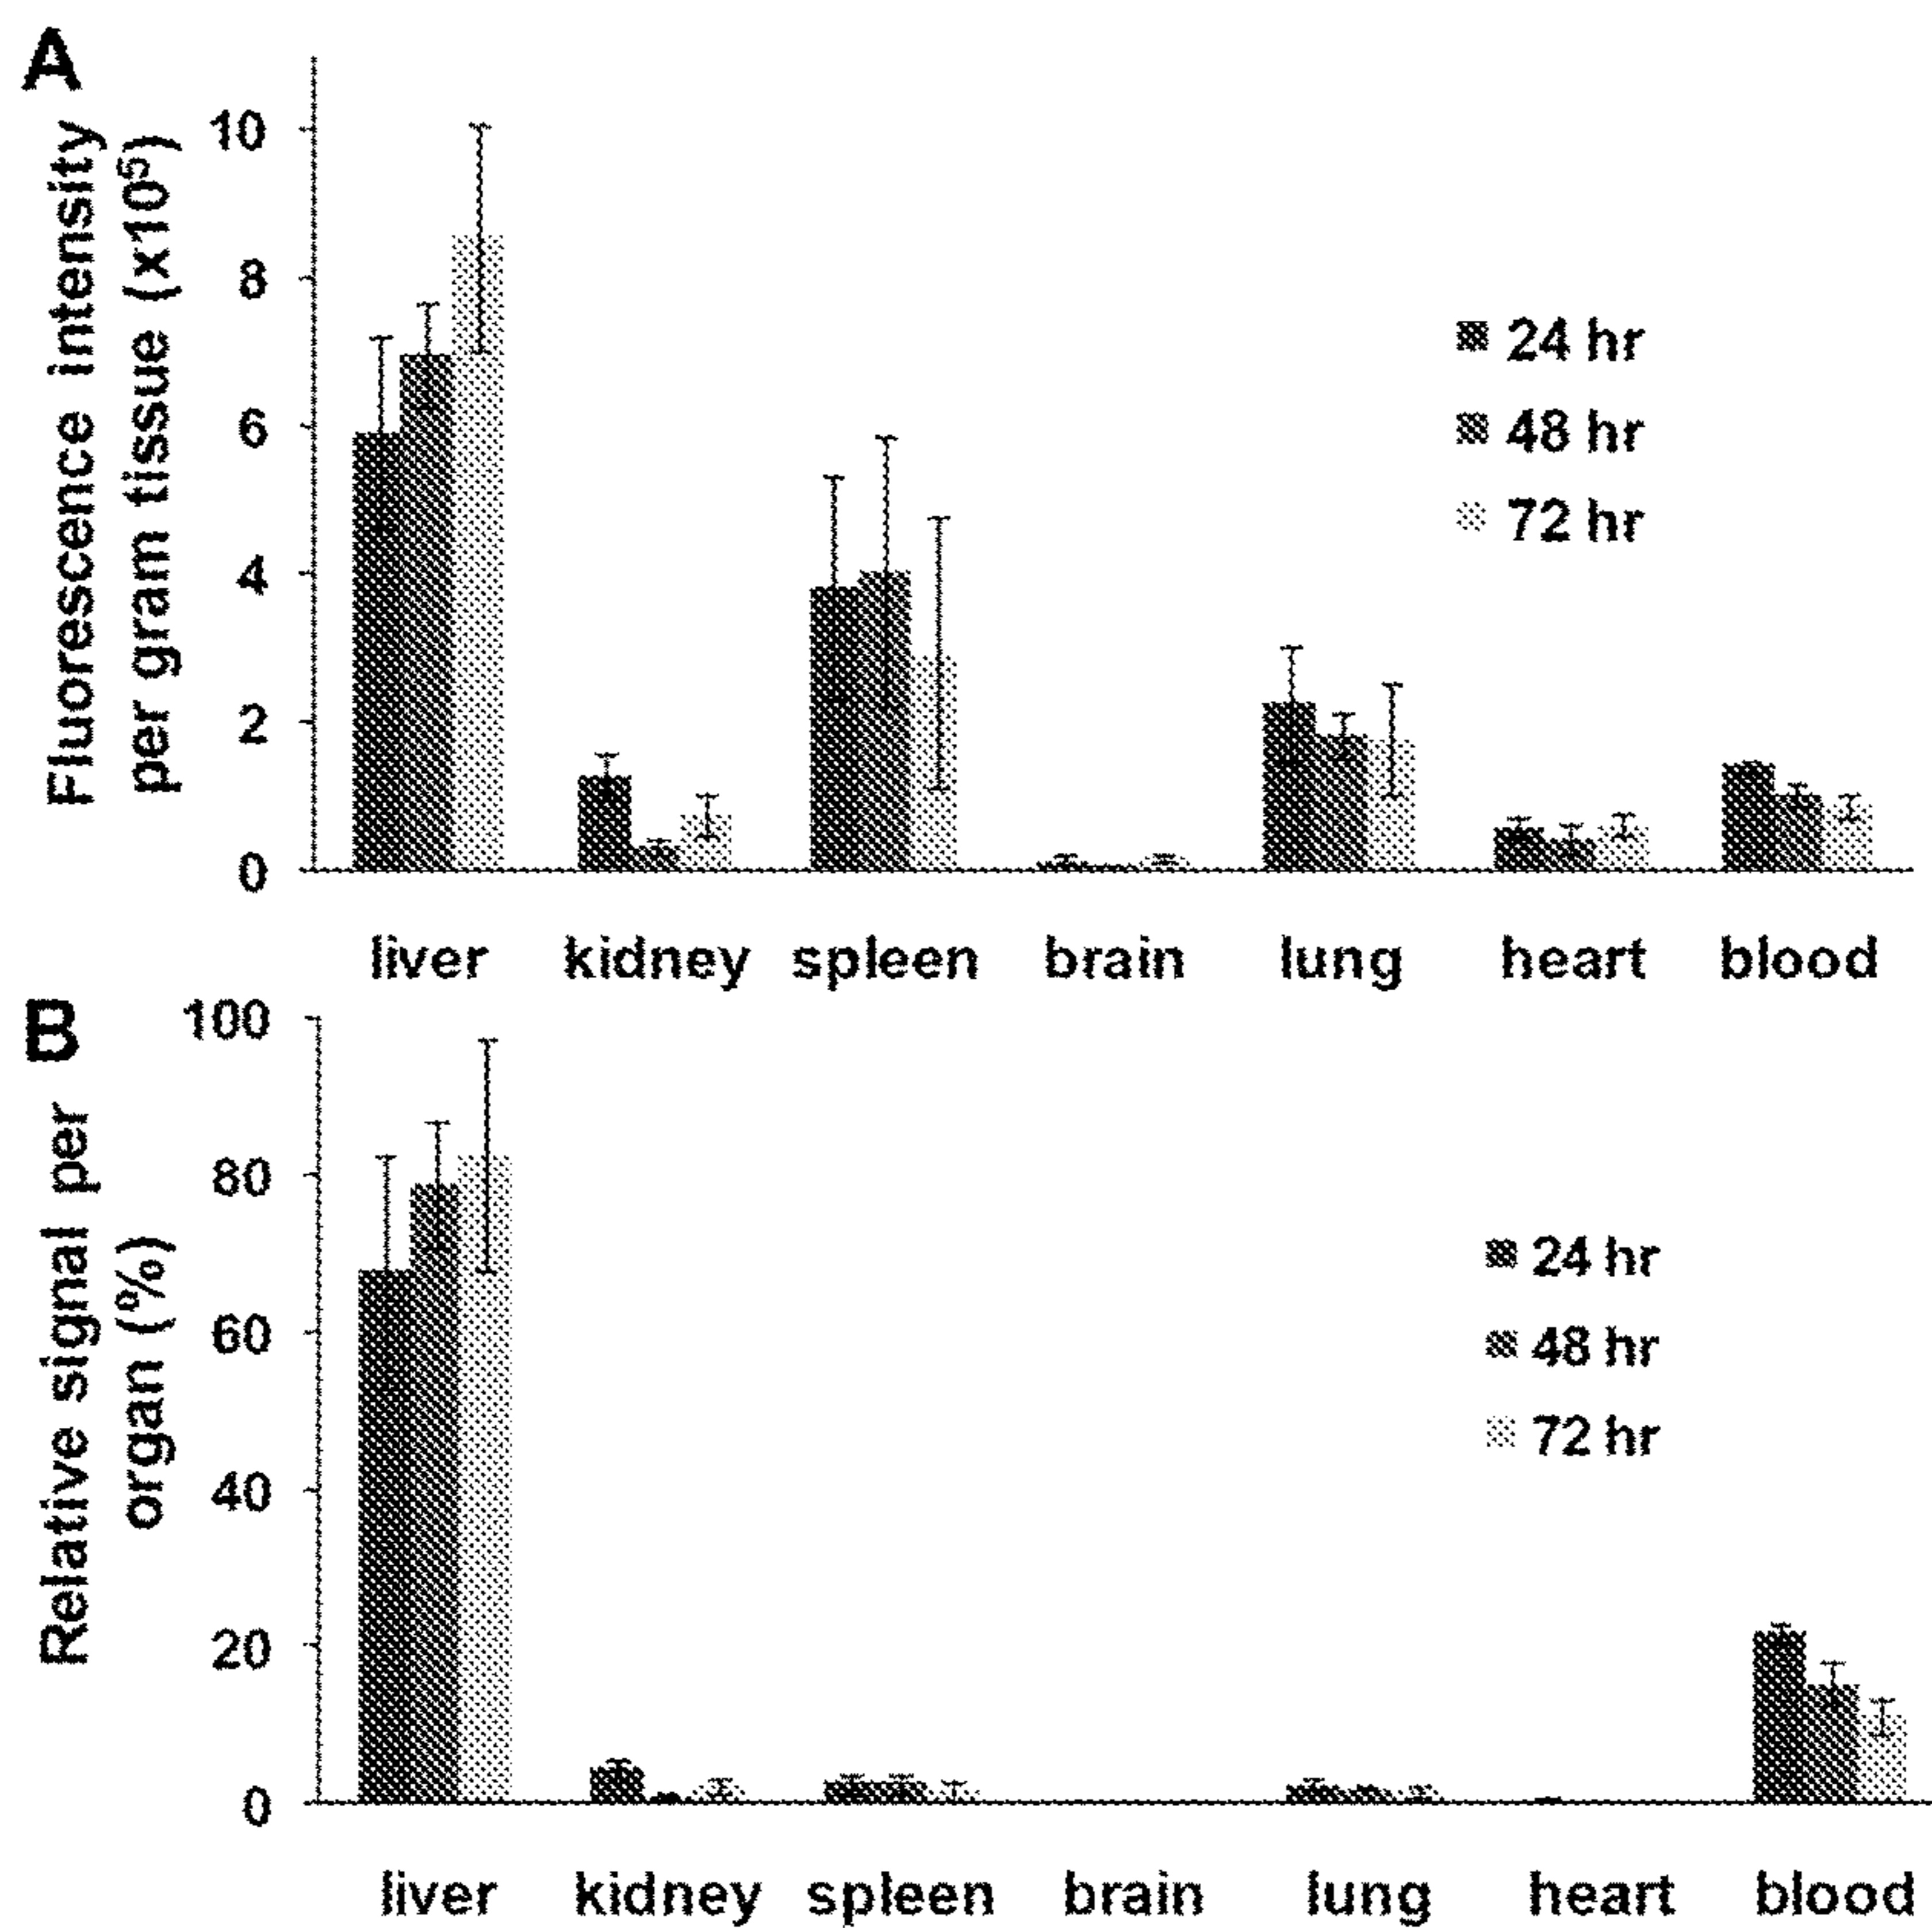 A
Fluorescence intensity
per gram tissue (x10⁵)
10
8
6
4
2
0
24 hr
48 hr
72 hr
liver kidney spleen brain lung heart blood
B
Relative signal per
organ (%)
100
80
60
40
20
0
24 hr
48 hr
72 hr
liver kidney spleen brain lung heart blood